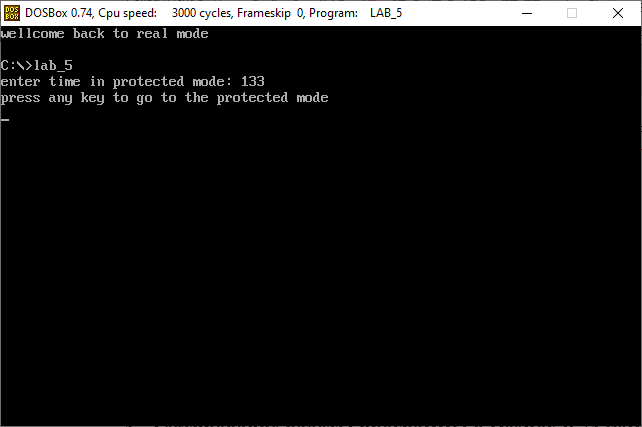 DOSBox 0.74, Cpu speed: 3000 cycles, Frameskip 0, Program: LAB_5
wellcome back to real mode
C:\>lab_5
enter time in protected mode: 133
press any key to go to the protected mode
_